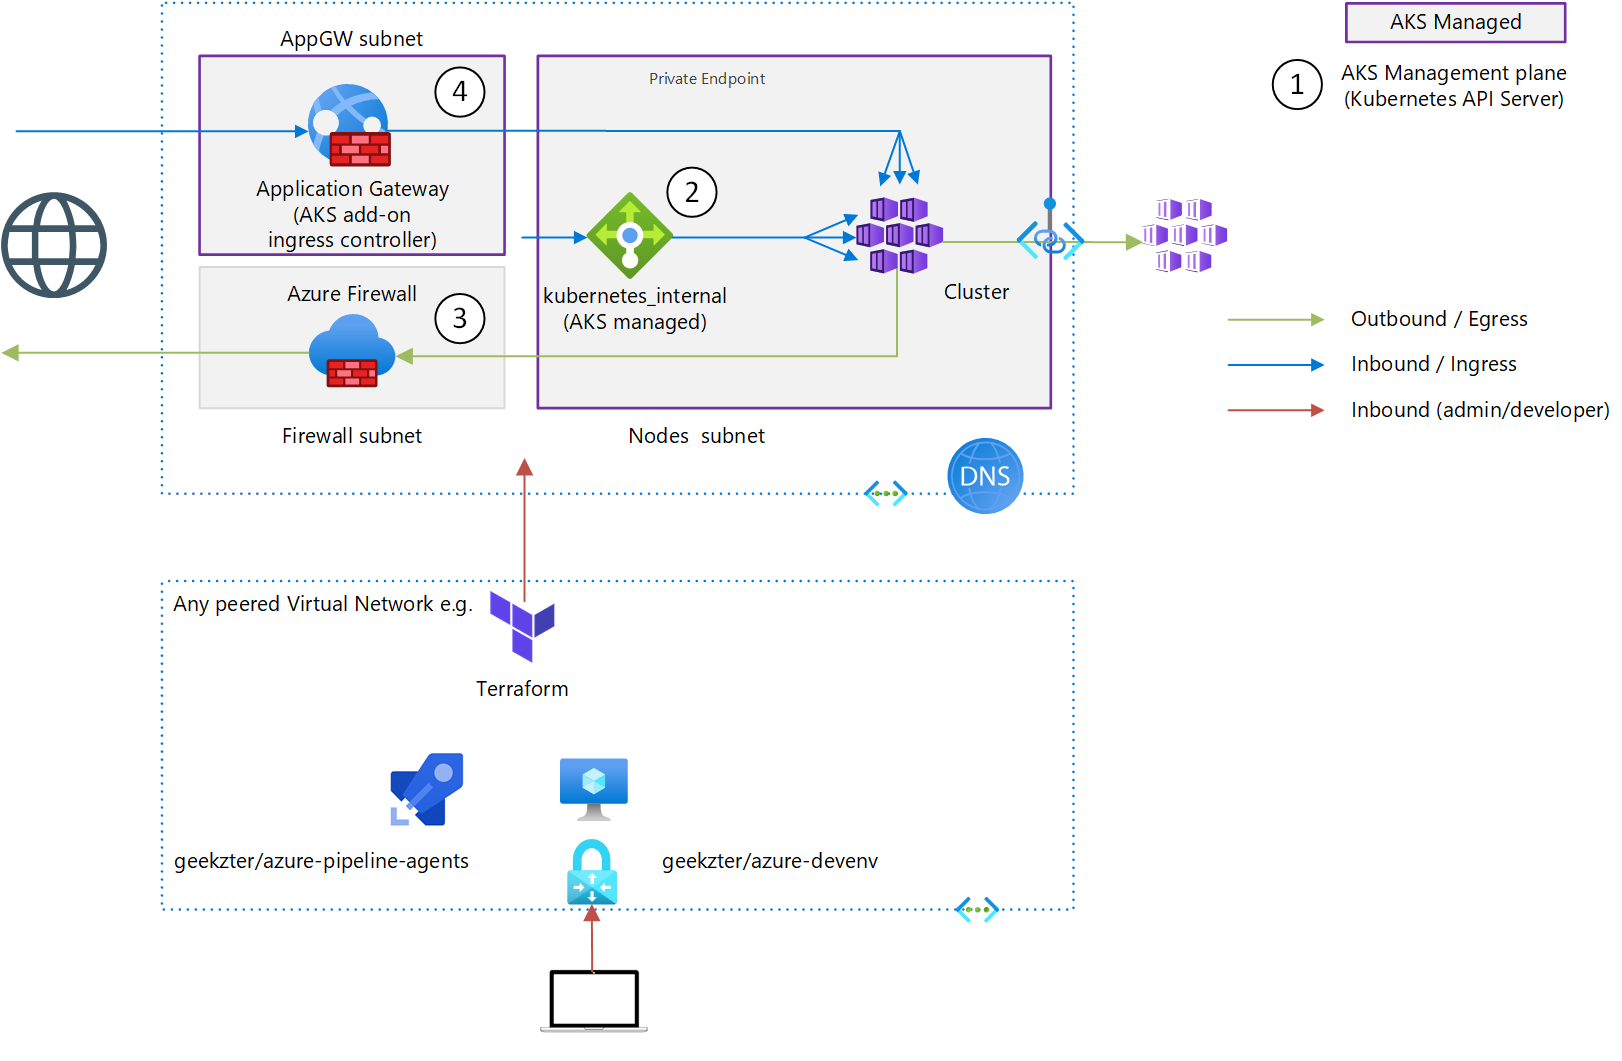 AKS Managed
AppGW subnet
1
AKS Management plane
(Kubernetes API Server)
4
Private Endpoint
Application Gateway
(AKS add-on
ingress controller)
2
kubernetes_internal
(AKS managed)
Cluster
Azure Firewall
3
Outbound / Egress
Inbound / Ingress
Inbound (admin/developer)
Firewall subnet
Nodes  subnet
DNS
Any peered Virtual Network e.g.
Terraform
geekzter/azure-pipeline-agents
geekzter/azure-devenv